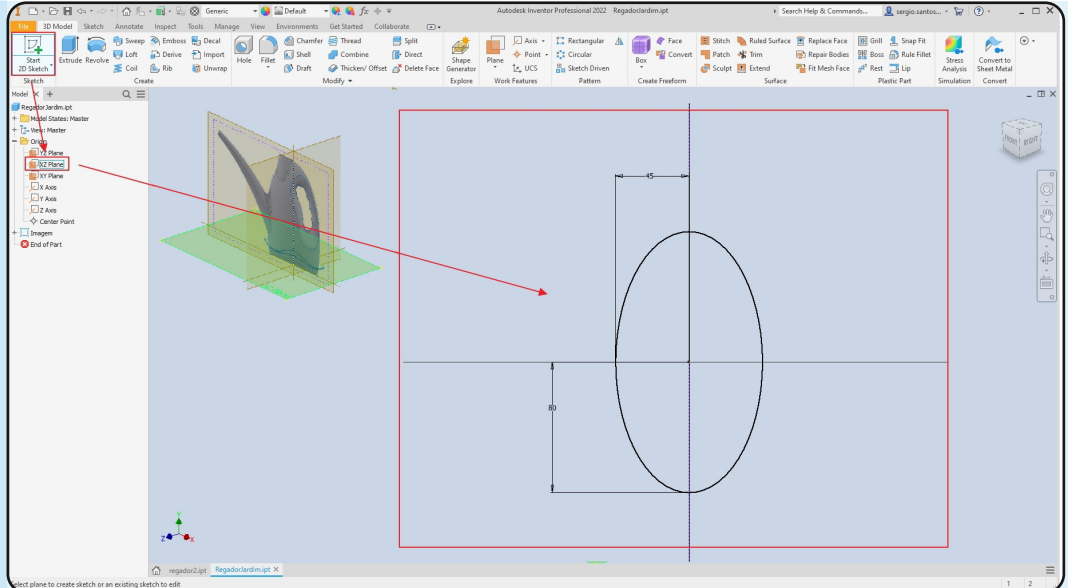 Generic
Default
Autodesk Inventor Professional 2022 RegadorJardim.ipt
Search Help & Commands...
sergio.santos...
File 3D Model Sketch Annotate Inspect Tools Manage View Environments Get Started Collaborate
Start
2D Sketch
Extrude
Revolve
Sweep
Loft
Coil
Emboss
Derive
Rib
Decal
Import
Unwrap
Hole
Fillet
Chamfer
Shell
Draft
Thread
Combine
Thicken/ Offset
Split
Direct
Delete Face
Shape
Generator
Plane
Axis
Point
UCS
Rectangular
Circular
Sketch Driven
Box
Face
Convert
Stitch
Patch
Sculpt
Ruled Surface
Trim
Extend
Replace Face
Repair Bodies
Fit Mesh Face
Grill
Boss
Rest
Snap Fit
Rule Fillet
Lip
Stress
Analysis
Convert to
Sheet Metal
Sketch Create Modify Explore Work Features Pattern Create Freeform Surface Plastic Part Simulation Convert
Model
RegadorJardim.ipt
Model States: Master
View: Master
Origin
YZ Plane
XZ Plane
XY Plane
X Axis
Y Axis
Z Axis
Center Point
Imagem
End of Part
FRONT RIGHT
45
80
Y
Z X
regador2.ipt RegadorJardim.ipt
elect plane to create sketch or an existing sketch to edit
1 2